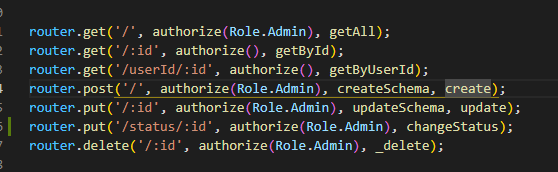 router.get('/', authorize(Role.Admin), getAll);
router.get('/:id', authorize(), getById);
router.get('/userId/:id', authorize(), getByUserId);
router.post('/', authorize(Role.Admin), createSchema, create);
router.put('/:id', authorize(Role.Admin), updateSchema, update);
router.put('/status/:id', authorize(Role.Admin), changeStatus);
router.delete('/:id', authorize(Role.Admin), _delete);